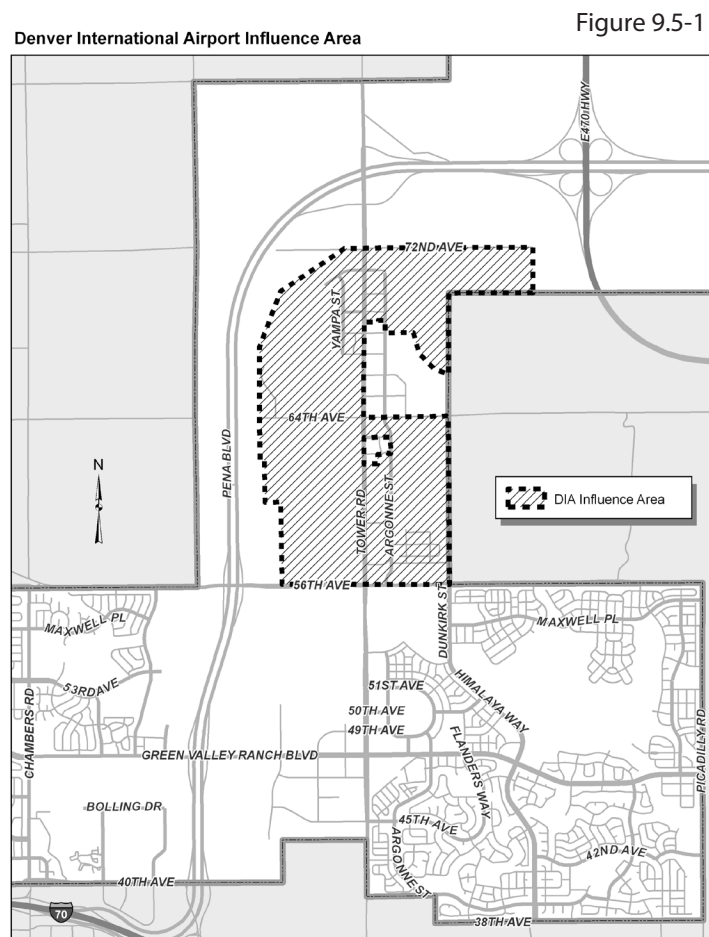 Figure 9.5-1
Denver International Airport Influence Area
E470 HWY
72ND AVE
YAMPA ST
64TH AVE
PENA BLVD
N
TOWER RD
ARGONNE ST
DIA Influence Area
56TH AVE
DUNKIRK ST
MAXWELL PL
MAXWELL PL
53RD AVE
51ST AVE
HIMALAYA WAY
50TH AVE
49TH AVE
CHAMBERS RD
PICADILLY RD
GREEN VALLEY RANCH BLVD
FLANDERS WAY
BOLLING DR
45TH AVE
ARGONNE ST
42ND AVE
40TH AVE
70
38TH AVE